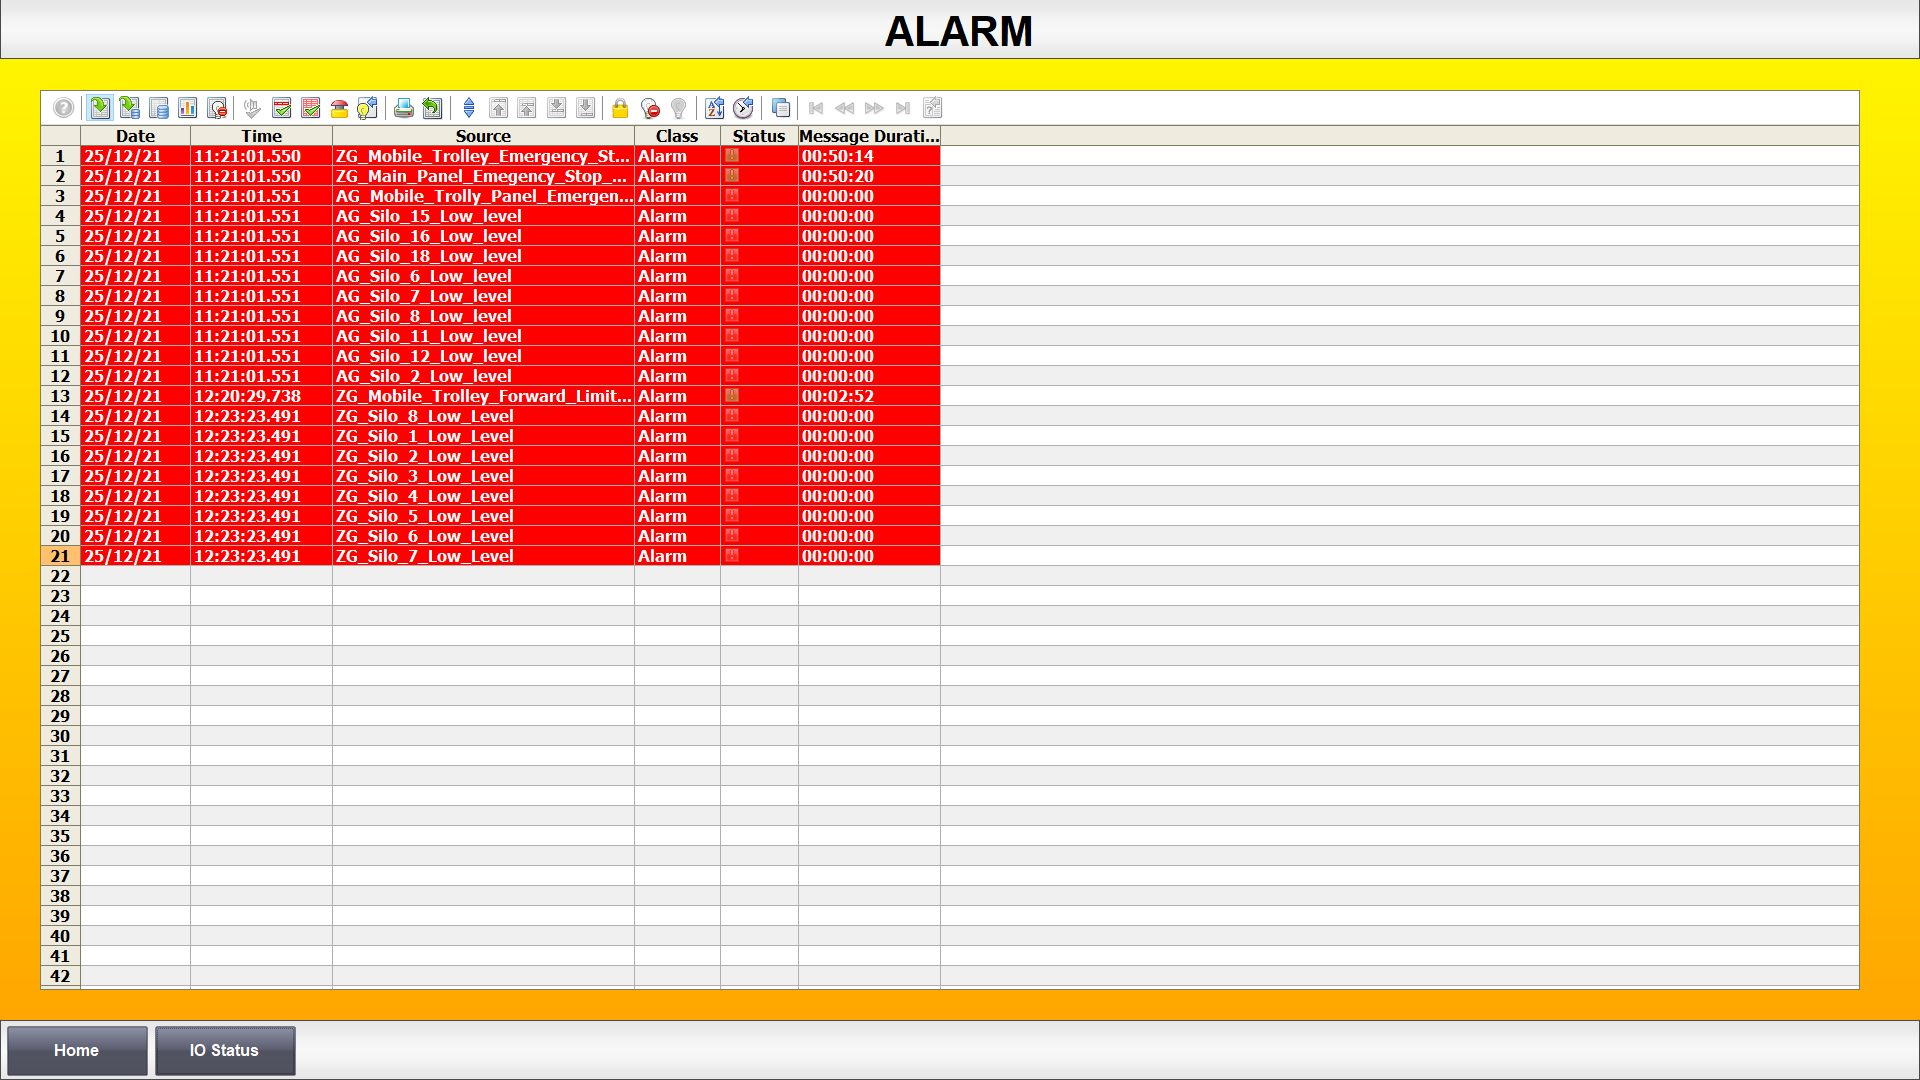 ALARM
Date Time Source Class Status Message Durati...
1 25/12/21 11:21:01.550 ZG_Mobile_Trolley_Emergency_St... Alarm 00:50:14
2 25/12/21 11:21:01.550 ZG_Main_Panel_Emegency_Stop_... Alarm 00:50:20
3 25/12/21 11:21:01.551 AG_Mobile_Trolly_Panel_Emergen... Alarm 00:00:00
4 25/12/21 11:21:01.551 AG_Silo_15_Low_level Alarm 00:00:00
5 25/12/21 11:21:01.551 AG_Silo_16_Low_level Alarm 00:00:00
6 25/12/21 11:21:01.551 AG_Silo_18_Low_level Alarm 00:00:00
7 25/12/21 11:21:01.551 AG_Silo_6_Low_level Alarm 00:00:00
8 25/12/21 11:21:01.551 AG_Silo_7_Low_level Alarm 00:00:00
9 25/12/21 11:21:01.551 AG_Silo_8_Low_level Alarm 00:00:00
10 25/12/21 11:21:01.551 AG_Silo_11_Low_level Alarm 00:00:00
11 25/12/21 11:21:01.551 AG_Silo_12_Low_level Alarm 00:00:00
12 25/12/21 11:21:01.551 AG_Silo_2_Low_level Alarm 00:00:00
13 25/12/21 12:20:29.738 ZG_Mobile_Trolley_Forward_Limit... Alarm 00:02:52
14 25/12/21 12:23:23.491 ZG_Silo_8_Low_Level Alarm 00:00:00
15 25/12/21 12:23:23.491 ZG_Silo_1_Low_Level Alarm 00:00:00
16 25/12/21 12:23:23.491 ZG_Silo_2_Low_Level Alarm 00:00:00
17 25/12/21 12:23:23.491 ZG_Silo_3_Low_Level Alarm 00:00:00
18 25/12/21 12:23:23.491 ZG_Silo_4_Low_Level Alarm 00:00:00
19 25/12/21 12:23:23.491 ZG_Silo_5_Low_Level Alarm 00:00:00
20 25/12/21 12:23:23.491 ZG_Silo_6_Low_Level Alarm 00:00:00
21 25/12/21 12:23:23.491 ZG_Silo_7_Low_Level Alarm 00:00:00
22
23
24
25
26
27
28
29
30
31
32
33
34
35
36
37
38
39
40
41
42
Home IO Status